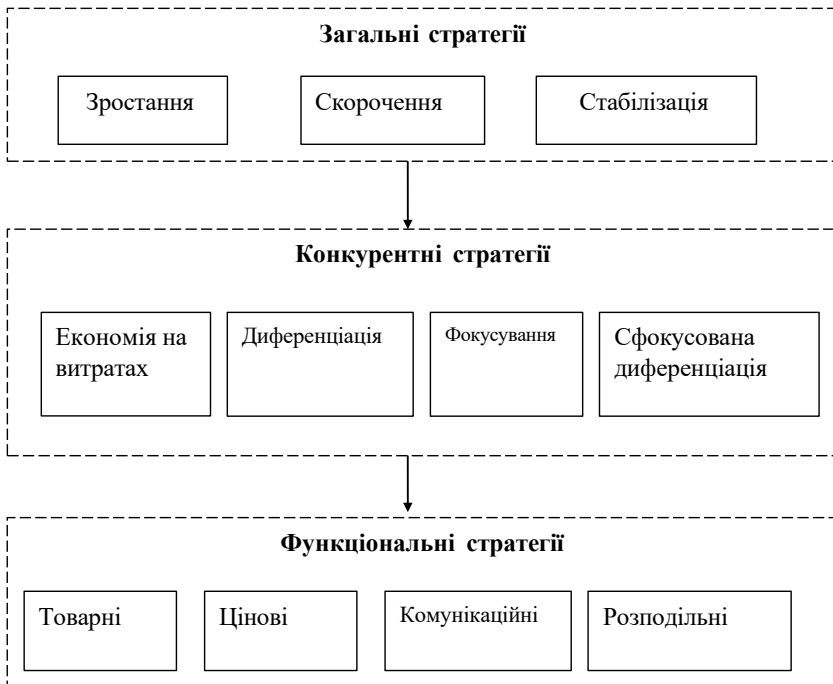 Загальні стратегії
Зростання
Скорочення
Стабілізація
Конкурентні стратегії
Економія на
витратах
Диференціація
Фокусування
Сфокусована
диференціація
Функціональні стратегії
Товарні
Цінові
Комунікаційні
Розподільні